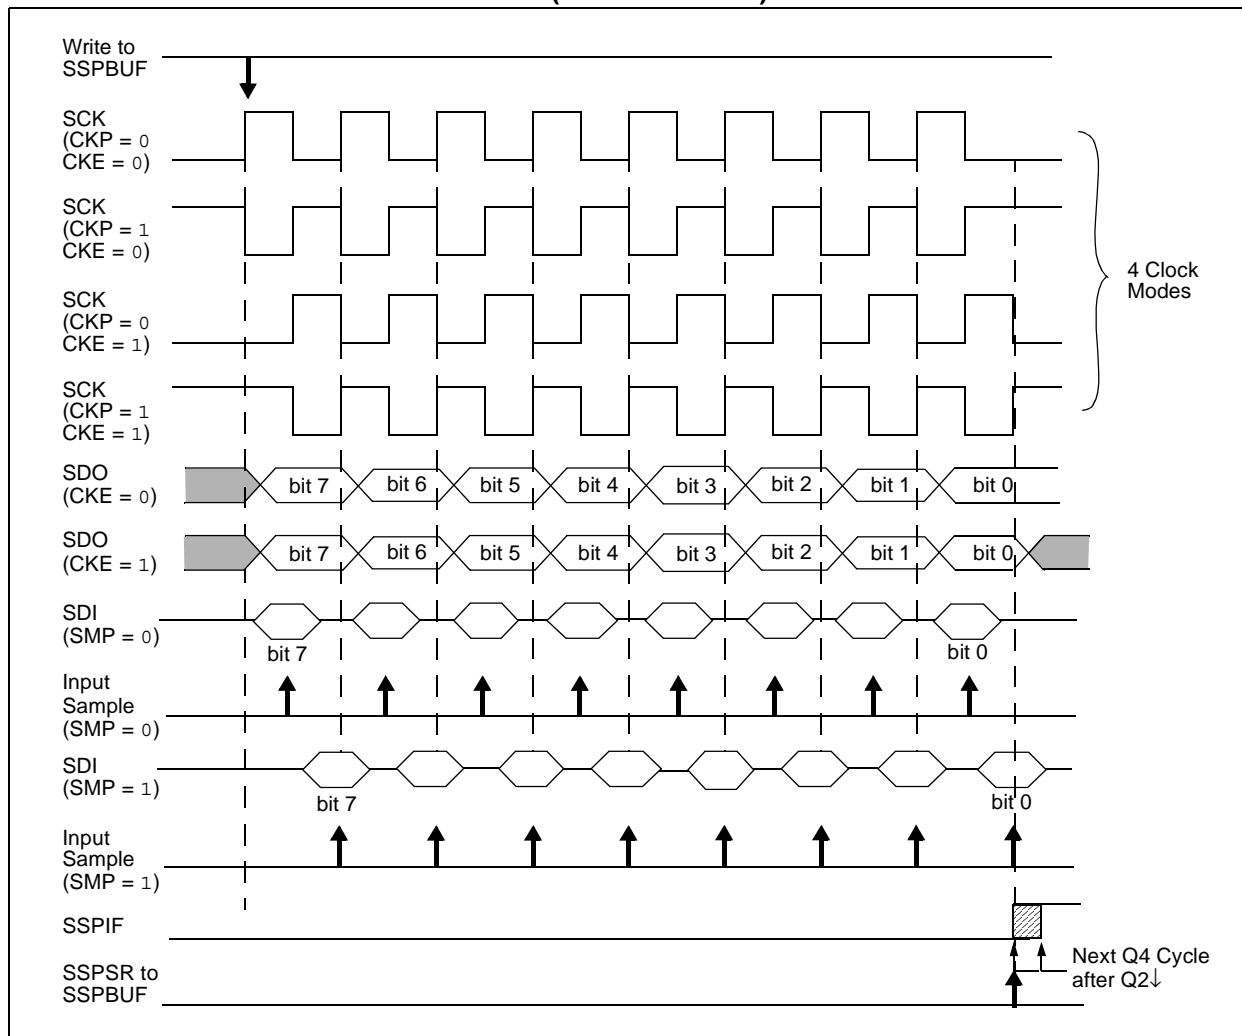 Write to
SSPBUF
SCK
(CKP = 0
CKE = 0)
SCK
(CKP = 1
CKE = 0)
SCK
(CKP = 0
CKE = 1)
SCK
(CKP = 1
CKE = 1)
4 Clock
Modes
SDO
(CKE = 0)
bit 7 bit 6 bit 5 bit 4 bit 3 bit 2 bit 1 bit 0
SDO
(CKE = 1)
bit 7 bit 6 bit 5 bit 4 bit 3 bit 2 bit 1 bit 0
SDI
(SMP = 0)
bit 7 bit 0
Input
Sample
(SMP = 0)
SDI
(SMP = 1)
bit 7 bit 0
Input
Sample
(SMP = 1)
SSPIF
SSPSR to
SSPBUF
Next Q4 Cycle
after Q2↓